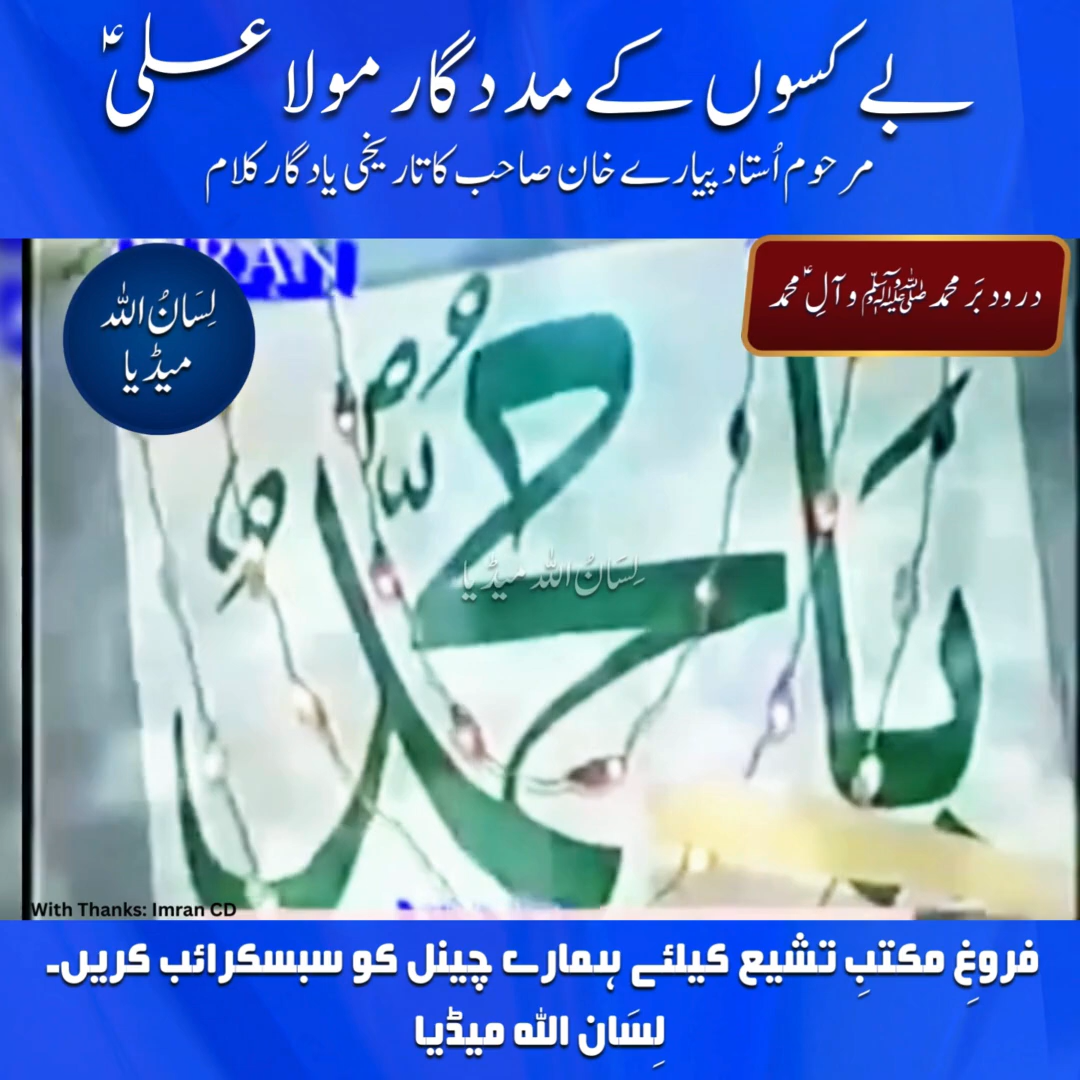 بے کسوں کے مددگار مولا علیؑ
مرحوم اُستاد پیارے خان صاحب کا تاریخی یادگار کلام
لِسَانُ اللہ
میڈیا
درود بَر محمد ﷺ و آلِؑ محمد
یا محمدؐ
لِسَانُ اللہ میڈیا
With Thanks: Imran CD
فروغِ مکتبِ تشیع کیلئے ہمارے چینل کو سبسکرائب کریں۔
لِسَان اللہ میڈیا